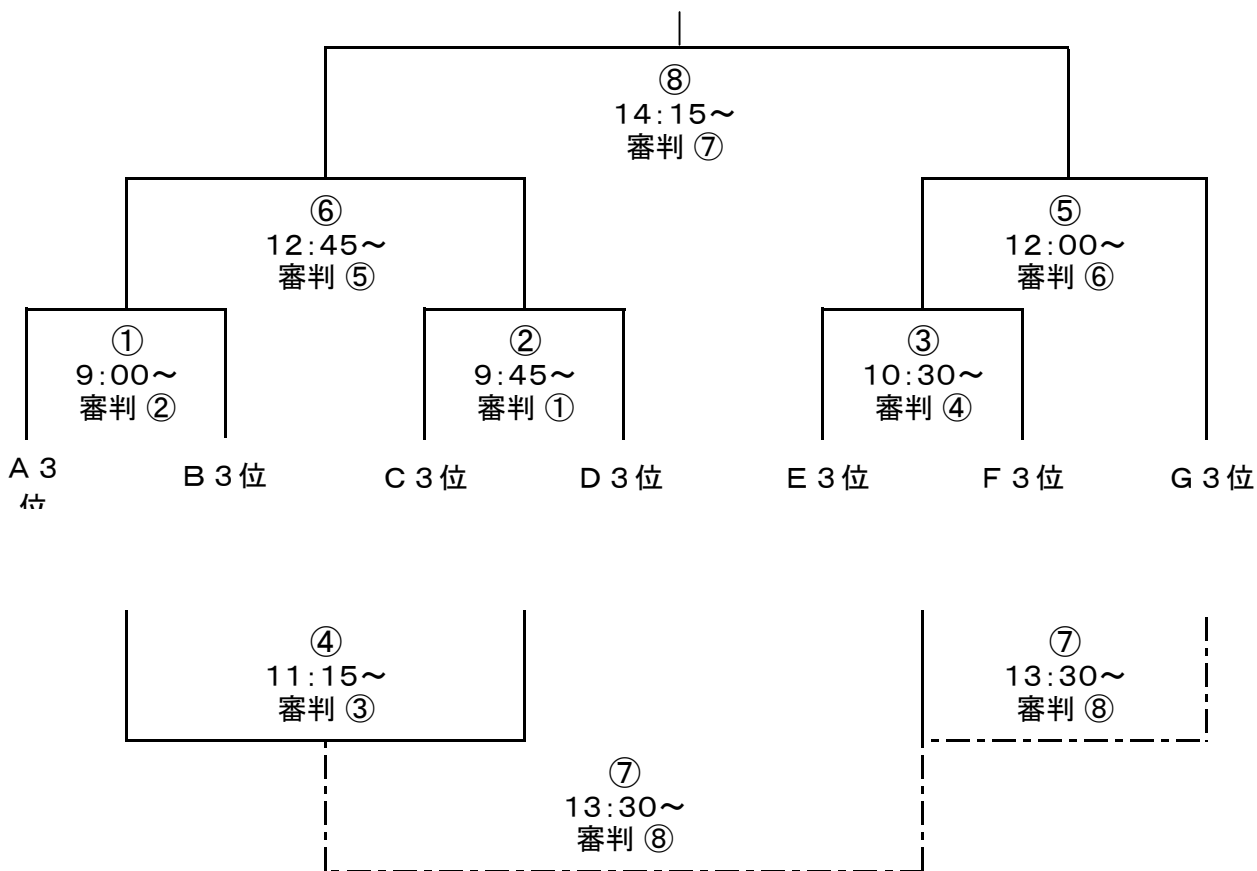 ⑧
14:15～
審判 ⑦
⑥
12:45～
審判 ⑤
⑤
12:00～
審判 ⑥
①
9:00～
審判 ②
②
9:45～
審判 ①
③
10:30～
審判 ④
A 3
位
B 3位
C 3位
D 3位
E 3位
F 3位
G 3位
④
11:15～
審判 ③
⑦
13:30～
審判 ⑧
⑦
13:30～
審判 ⑧